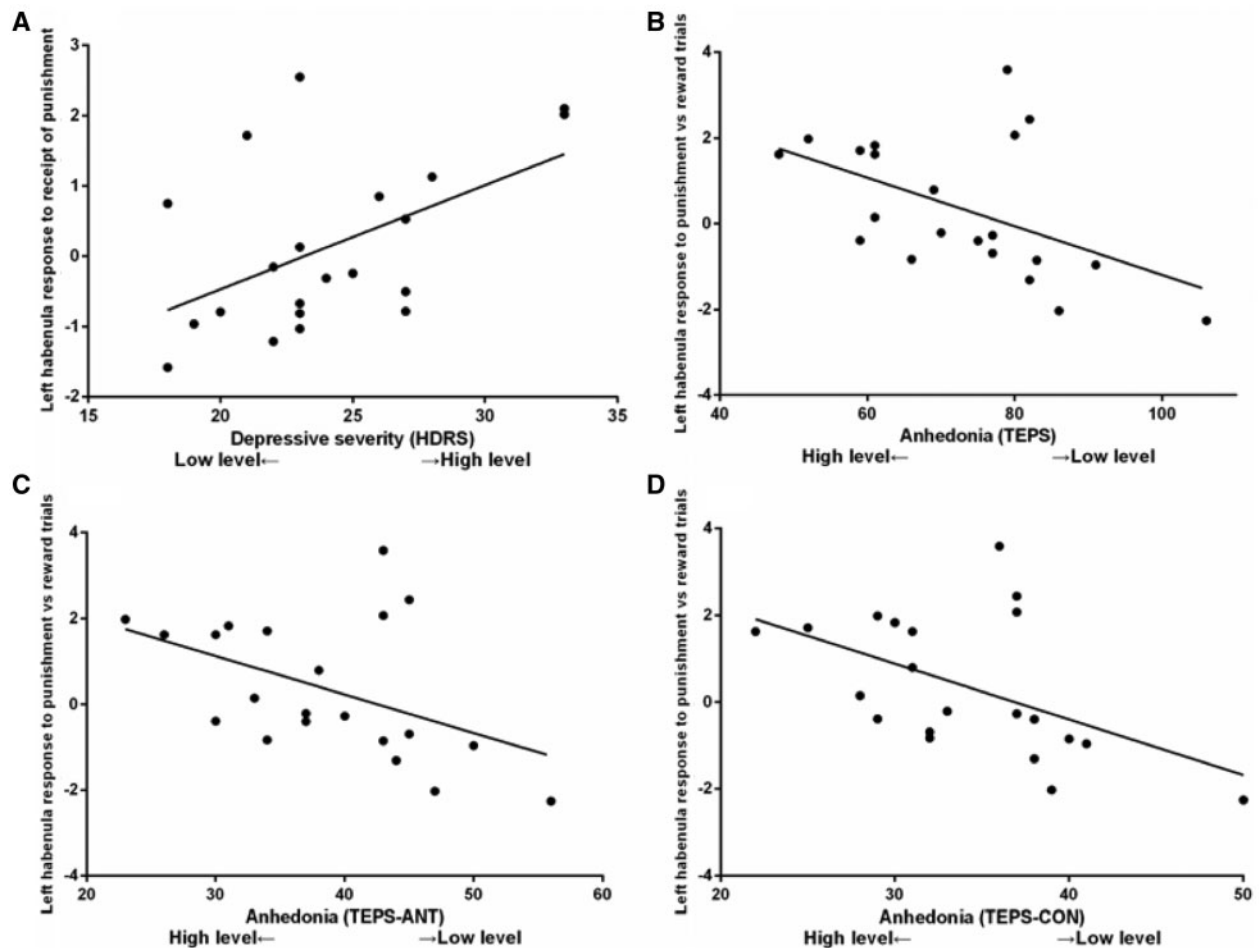 A
Left habenula response to receipt of punishment
3
2
1
0
-1
-2
15
20
25
30
35
Depressive severity (HDRS)
Low level← →High level
B
Left habenula response to punishment vs reward trials
4
2
0
-2
-4
40
60
80
100
Anhedonia (TEPS)
High level← →Low level
C
Left habenula response to punishment vs reward trials
4
2
0
-2
-4
20
30
40
50
60
Anhedonia (TEPS-ANT)
High level← →Low level
D
Left habenula response to punishment vs reward trials
4
2
0
-2
-4
20
30
40
50
Anhedonia (TEPS-CON)
High level← →Low level